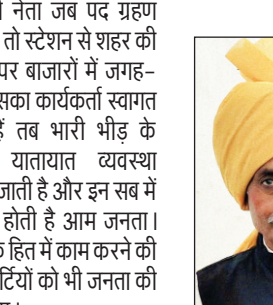 नेता जब पद ग्रहण
तो स्टेशन से शहर की
पर बाजारों में जगह-
सका कार्यकर्ता स्वागत
हैं तब भारी भीड़ के
यातायात व्यवस्था
जाती है और इन सब में
होती है आम जनता।
हित में काम करने की
र्टियों को भी जनता की